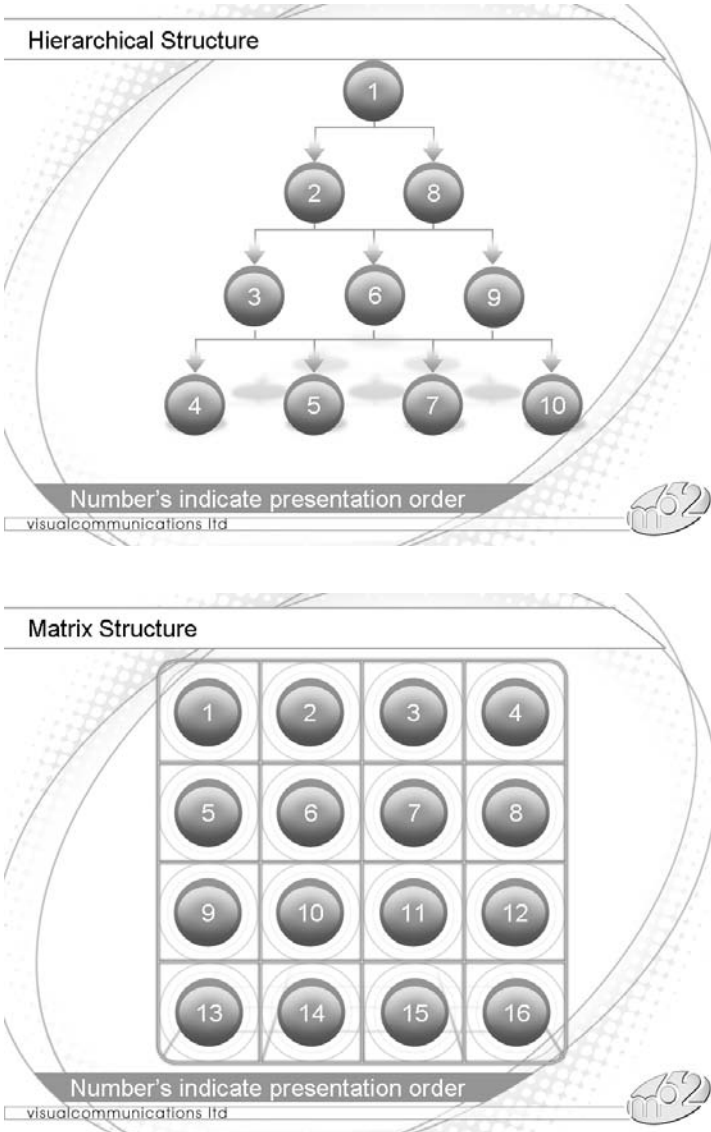 Hierarchical Structure
1
2 8
3 6 9
4 5 7 10
Number's indicate presentation order
visualcommunications ltd
m62
Matrix Structure
1 2 3 4
5 6 7 8
9 10 11 12
13 14 15 16
Number's indicate presentation order
visualcommunications ltd
m62